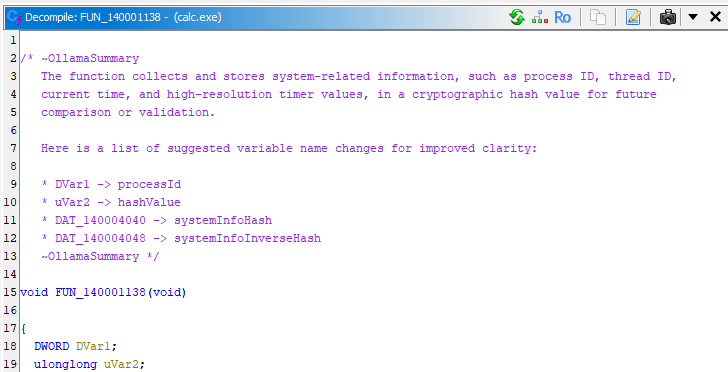 Decompile: FUN_140001138 - (calc.exe)
Ro
1
2 /* ~OllamaSummary
3 The function collects and stores system-related information, such as process ID, thread ID,
4 current time, and high-resolution timer values, in a cryptographic hash value for future
5 comparison or validation.
6
7 Here is a list of suggested variable name changes for improved clarity:
8
9 * DVar1 -> processId
10 * uVar2 -> hashValue
11 * DAT_140004040 -> systemInfoHash
12 * DAT_140004048 -> systemInfoInverseHash
13 ~OllamaSummary */
14
15 void FUN_140001138(void)
16
17 {
18 DWORD DVar1;
19 ulonglong uVar2;